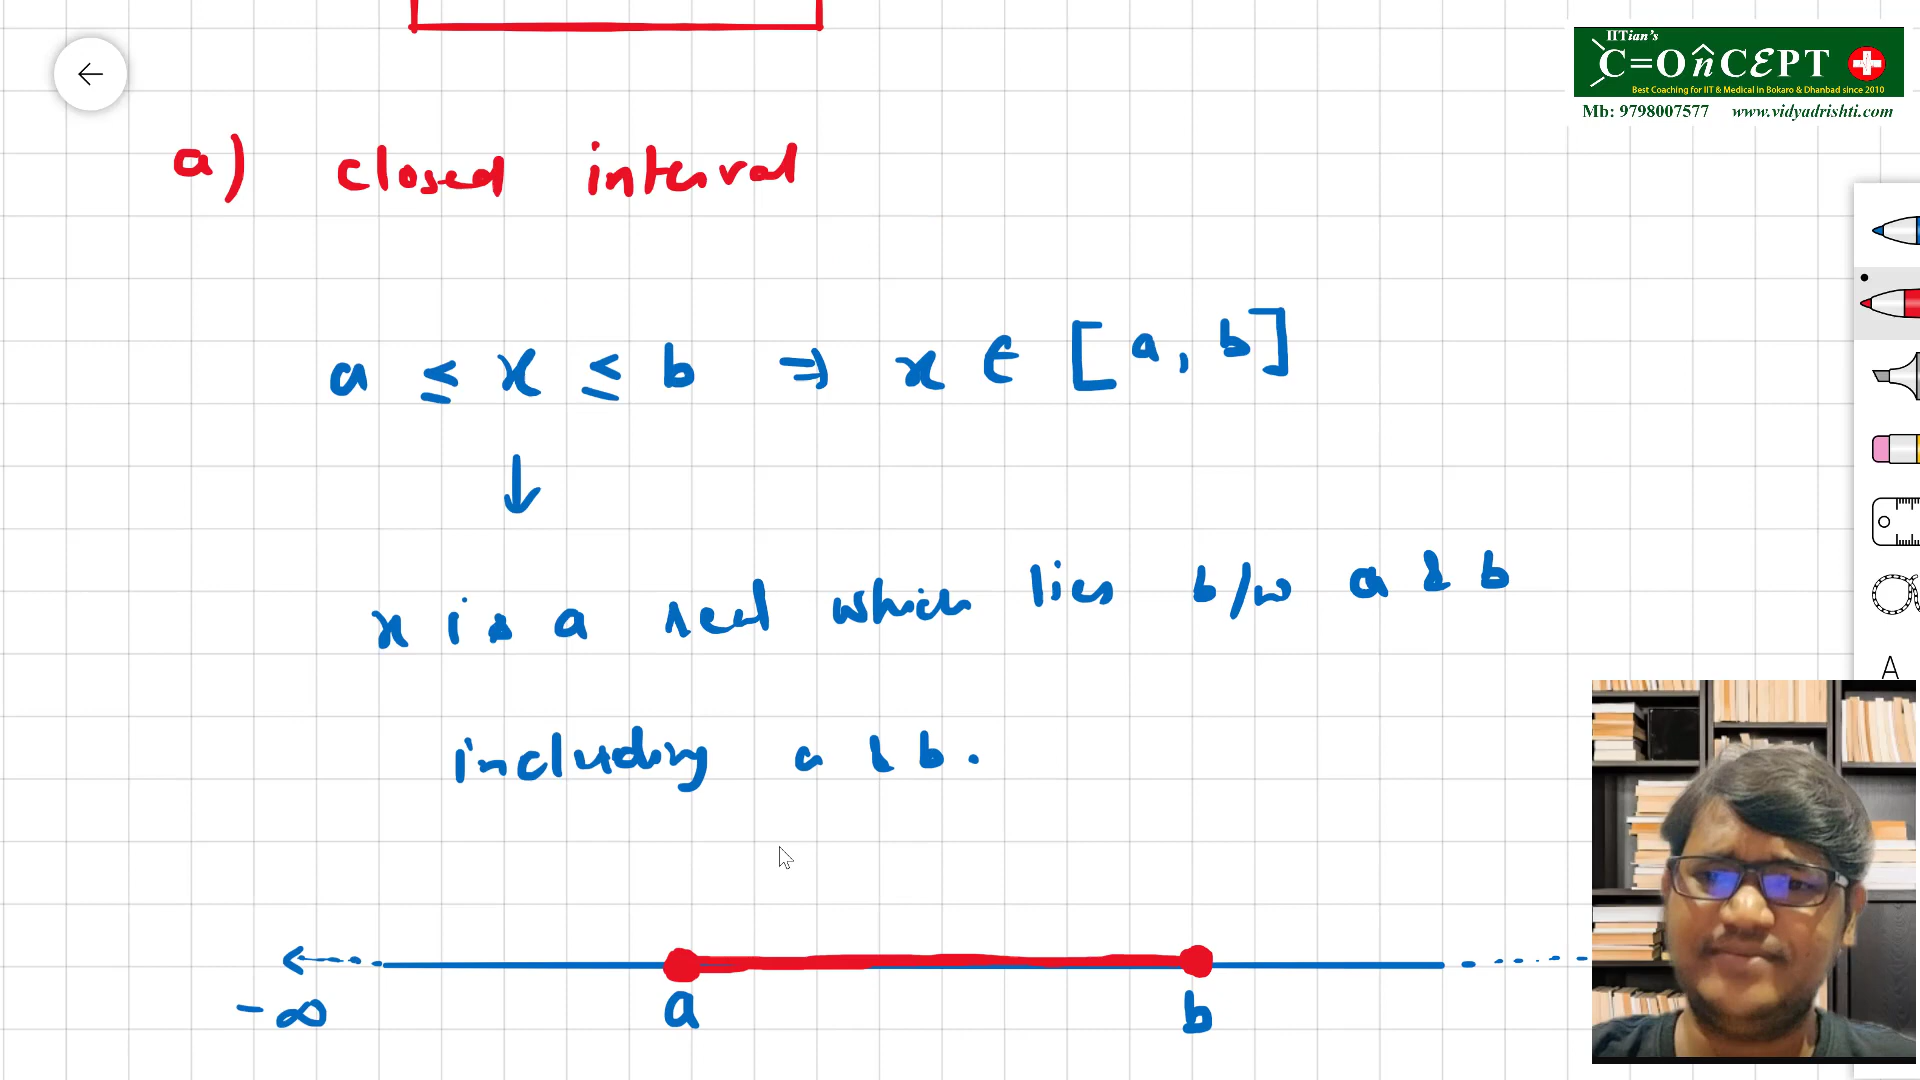 IITian's
C=OnCEPT
Best Coaching for IIT & Medical in Bokaro & Dhanbad since 2010
Mb: 9798007577 www.vidyadrishti.com
a) closed interval
a ≤ x ≤ b ⇒ x ∈ [a, b]
↓
x is a real which lies b/w a & b
including a & b.
-∞ a b
A